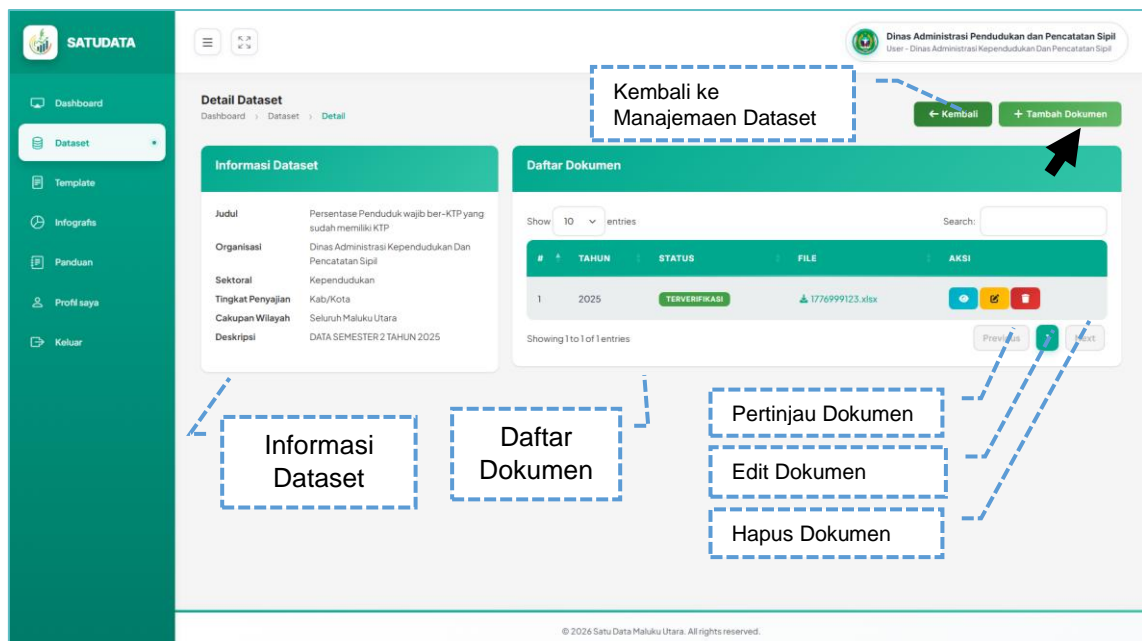 SATUDATA
Dinas Administrasi Pendudukan dan Pencatatan Sipil
User - Dinas Administrasi Kependudukan Dan Pencatatan Sipil
Dashboard
Dataset
Template
Infografis
Panduan
Profil saya
Keluar
Detail Dataset
Dashboard > Dataset > Detail
Kembali ke
Manajemaen Dataset
← Kembali
+ Tambah Dokumen
Informasi Dataset
Judul Persentase Penduduk wajib ber-KTP yang
sudah memiliki KTP
Organisasi Dinas Administrasi Kependudukan Dan
Pencatatan Sipil
Sektoral Kependudukan
Tingkat Penyajian Kab/Kota
Cakupan Wilayah Seluruh Maluku Utara
Deskripsi DATA SEMESTER 2 TAHUN 2025
Daftar Dokumen
Show 10 entries
Search:
# TAHUN STATUS FILE AKSI
1 2025 TERVERIFIKASI 1776999123.xlsx
Showing 1 to 1 of 1 entries
Previous 1 Next
Informasi
Dataset
Daftar
Dokumen
Pertinjau Dokumen
Edit Dokumen
Hapus Dokumen
© 2026 Satu Data Maluku Utara. All rights reserved.